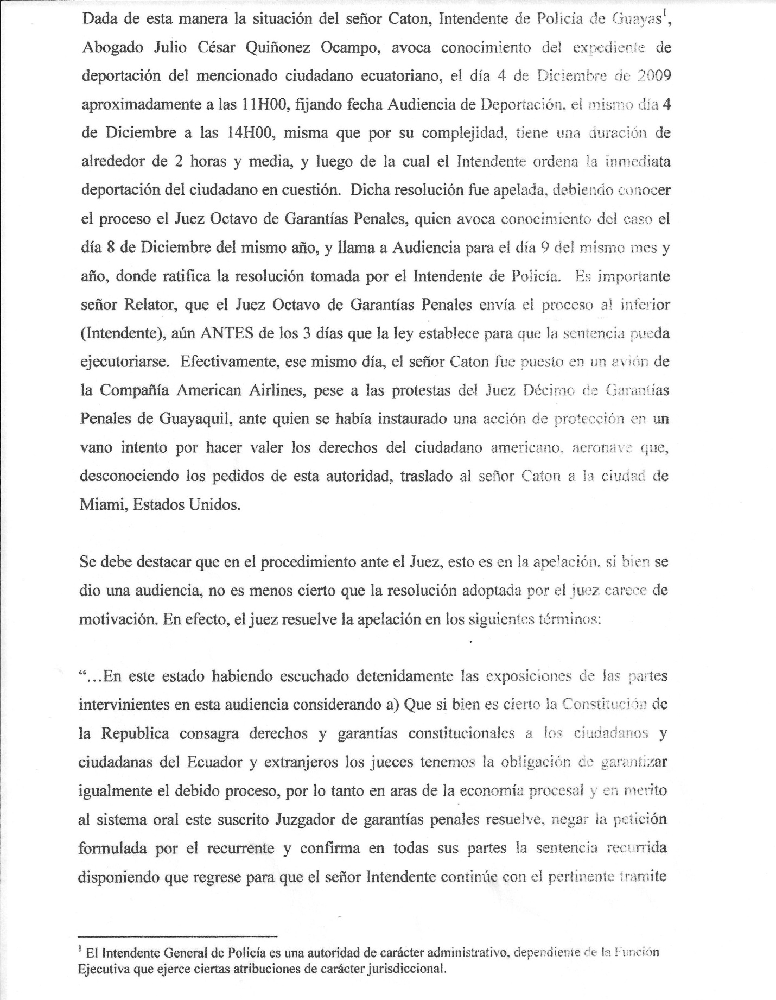 Dada de esta manera la situación del señor Caton, Intendente de Policía de Guayas¹,
Abogado Julio César Quiñonez Ocampo, avoca conocimiento del expediente de
deportación del mencionado ciudadano ecuatoriano, el día 4 de Diciembre de 2009
aproximadamente a las 11H00, fijando fecha Audiencia de Deportación, el mismo día 4
de Diciembre a las 14H00, misma que por su complejidad, tiene una duración de
alrededor de 2 horas y media, y luego de la cual el Intendente ordena la inmediata
deportación del ciudadano en cuestión. Dicha resolución fue apelada, debiendo conocer
el proceso el Juez Octavo de Garantías Penales, quien avoca conocimiento del caso el
día 8 de Diciembre del mismo año, y llama a Audiencia para el día 9 del mismo mes y
año, donde ratifica la resolución tomada por el Intendente de Policía. Es importante
señor Relator, que el Juez Octavo de Garantías Penales envía el proceso al inferior
(Intendente), aún ANTES de los 3 días que la ley establece para que la sentencia pueda
ejecutoriarse. Efectivamente, ese mismo día, el señor Caton fue puesto en un avión de
la Compañía American Airlines, pese a las protestas del Juez Décimo de Garantías
Penales de Guayaquil, ante quien se había instaurado una acción de protección en un
vano intento por hacer valer los derechos del ciudadano americano, aeronave que,
desconociendo los pedidos de esta autoridad, traslado al señor Caton a la ciudad de
Miami, Estados Unidos.
Se debe destacar que en el procedimiento ante el Juez, esto es en la apelación, si bien se
dio una audiencia, no es menos cierto que la resolución adoptada por el juez carece de
motivación. En efecto, el juez resuelve la apelación en los siguientes términos:
“…En este estado habiendo escuchado detenidamente las exposiciones de las partes
intervinientes en esta audiencia considerando a) Que si bien es cierto la Constitución de
la Republica consagra derechos y garantías constitucionales a los ciudadanos y
ciudadanas del Ecuador y extranjeros los jueces tenemos la obligación de garantizar
igualmente el debido proceso, por lo tanto en aras de la economía procesal y en merito
al sistema oral este suscrito Juzgador de garantías penales resuelve, negar la petición
formulada por el recurrente y confirma en todas sus partes la sentencia recurrida
disponiendo que regrese para que el señor Intendente continúe con el pertinente tramite
¹ El Intendente General de Policía es una autoridad de carácter administrativo, dependiente de la Función
Ejecutiva que ejerce ciertas atribuciones de carácter jurisdiccional.